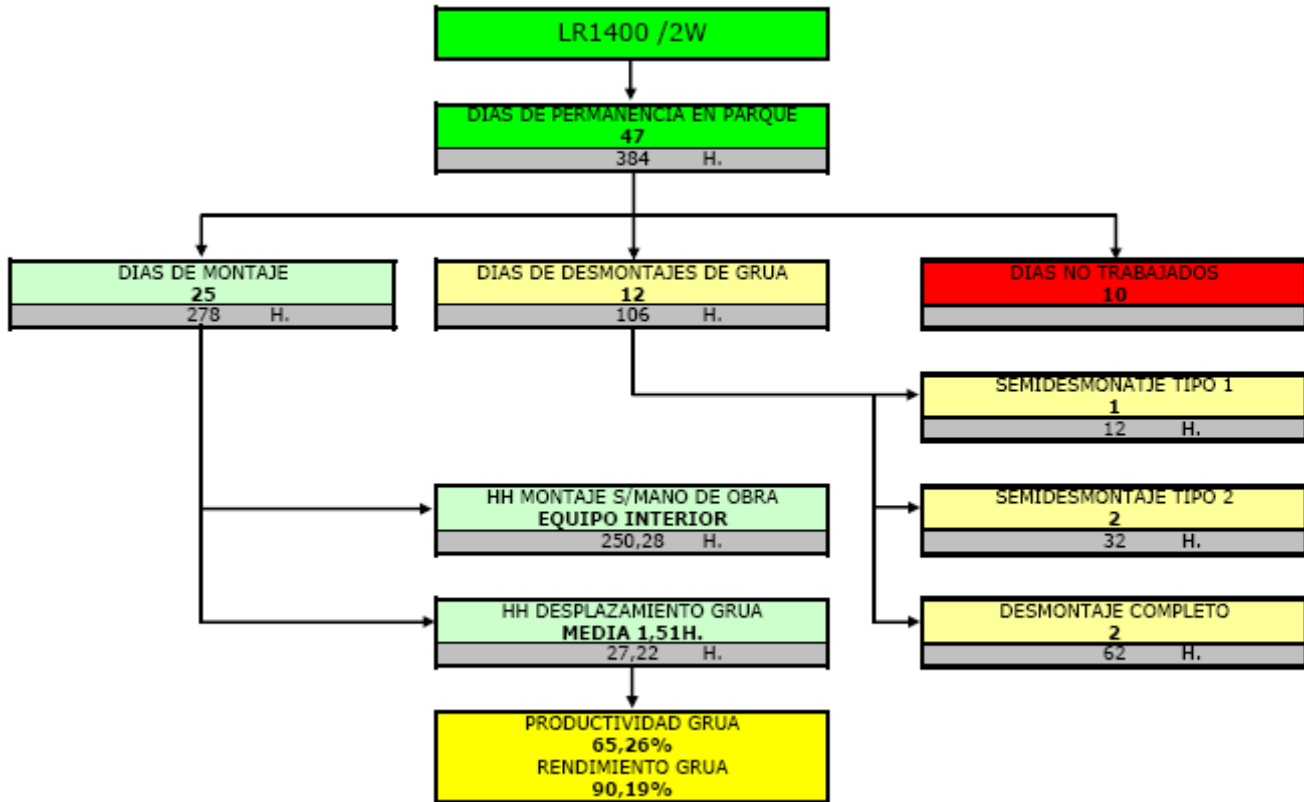 LR1400 /2W
DIAS DE PERMANENCIA EN PARQUE
47
384 H.
DIAS DE MONTAJE
25
278 H.
DIAS DE DESMONTAJES DE GRUA
12
106 H.
DIAS NO TRABAJADOS
10
SEMIDESMONATJE TIPO 1
1
12 H.
HH MONTAJE S/MANO DE OBRA
EQUIPO INTERIOR
250,28 H.
SEMIDESMONTAJE TIPO 2
2
32 H.
HH DESPLAZAMIENTO GRUA
MEDIA 1,51H.
27,22 H.
DESMONTAJE COMPLETO
2
62 H.
PRODUCTIVIDAD GRUA
65,26%
RENDIMIENTO GRUA
90,19%